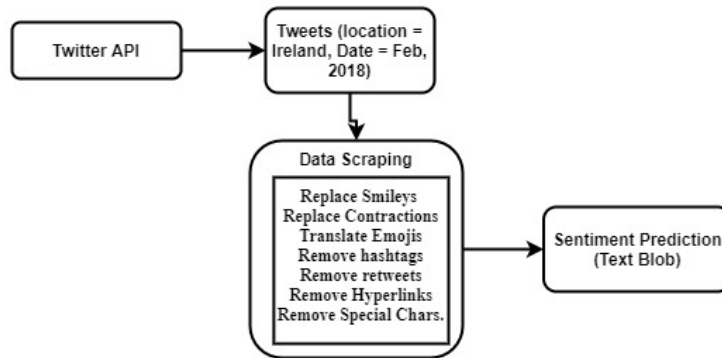 Twitter API
Tweets (location =
Ireland, Date = Feb,
2018)
Data Scraping
Replace Smileys
Replace Contractions
Translate Emojis
Remove hashtags
Remove retweets
Remove Hyperlinks
Remove Special Chars.
Sentiment Prediction
(Text Blob)